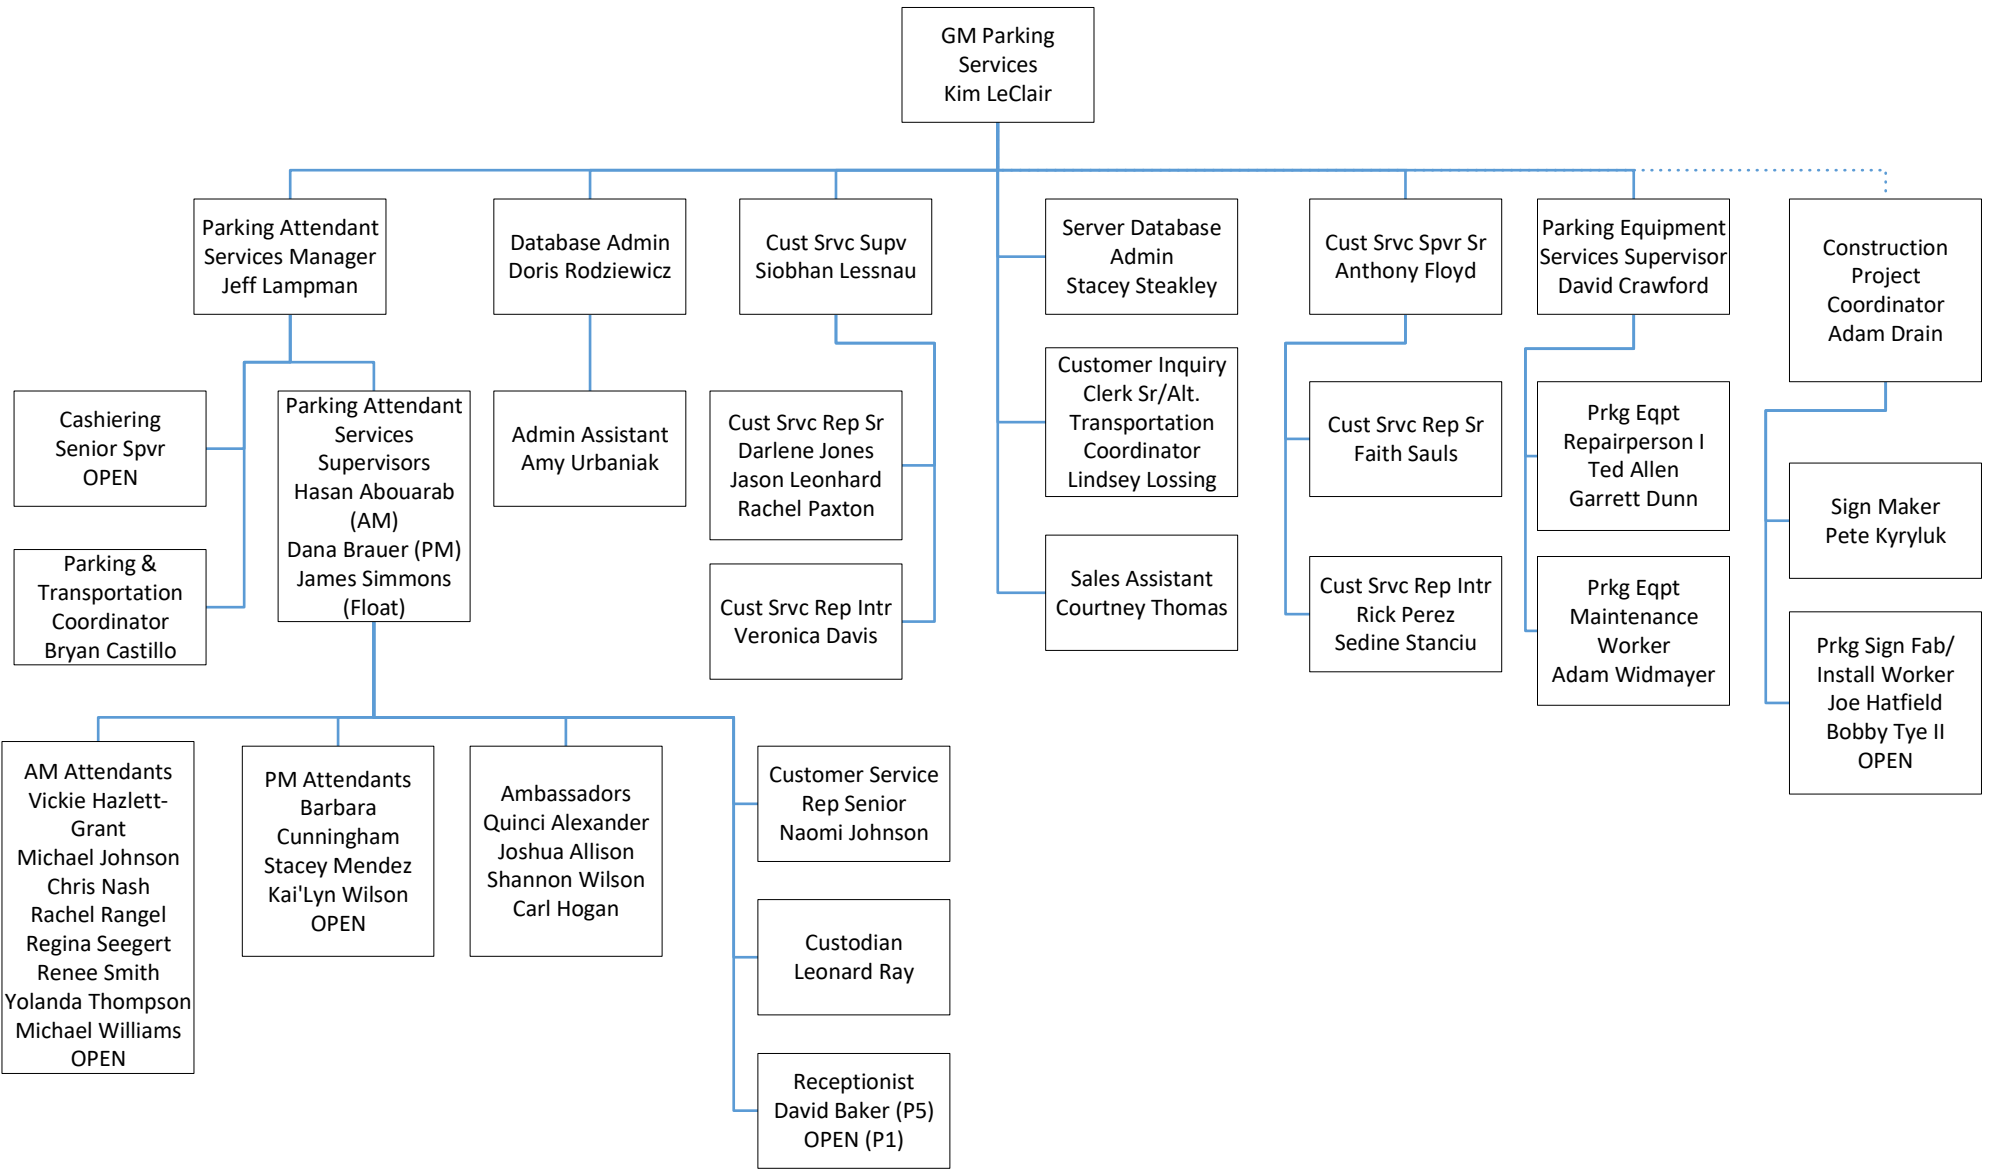 GM Parking
Services
Kim LeClair
Parking Attendant
Services Manager
Jeff Lampman
Database Admin
Doris Rodziewicz
Cust Srvc Supv
Siobhan Lessnau
Server Database
Admin
Stacey Steakley
Cust Srvc Spvr Sr
Anthony Floyd
Parking Equipment
Services Supervisor
David Crawford
Construction
Project
Coordinator
Adam Drain
Cashiering
Senior Spvr
OPEN
Parking Attendant
Services
Supervisors
Hasan Abouarab
(AM)
Dana Brauer (PM)
James Simmons
(Float)
Admin Assistant
Amy Urbaniak
Cust Srvc Rep Sr
Darlene Jones
Jason Leonhard
Rachel Paxton
Customer Inquiry
Clerk Sr/Alt.
Transportation
Coordinator
Lindsey Lossing
Cust Srvc Rep Sr
Faith Sauls
Prkg Eqpt
Repairperson I
Ted Allen
Garrett Dunn
Sign Maker
Pete Kyryluk
Parking &
Transportation
Coordinator
Bryan Castillo
Cust Srvc Rep Intr
Veronica Davis
Sales Assistant
Courtney Thomas
Cust Srvc Rep Intr
Rick Perez
Sedine Stanciu
Prkg Eqpt
Maintenance
Worker
Adam Widmayer
Prkg Sign Fab/
Install Worker
Joe Hatfield
Bobby Tye II
OPEN
AM Attendants
Vickie Hazlett-
Grant
Michael Johnson
Chris Nash
Rachel Rangel
Regina Seegert
Renee Smith
Yolanda Thompson
Michael Williams
OPEN
PM Attendants
Barbara
Cunningham
Stacey Mendez
Kai'Lyn Wilson
OPEN
Ambassadors
Quinci Alexander
Joshua Allison
Shannon Wilson
Carl Hogan
Customer Service
Rep Senior
Naomi Johnson
Custodian
Leonard Ray
Receptionist
David Baker (P5)
OPEN (P1)